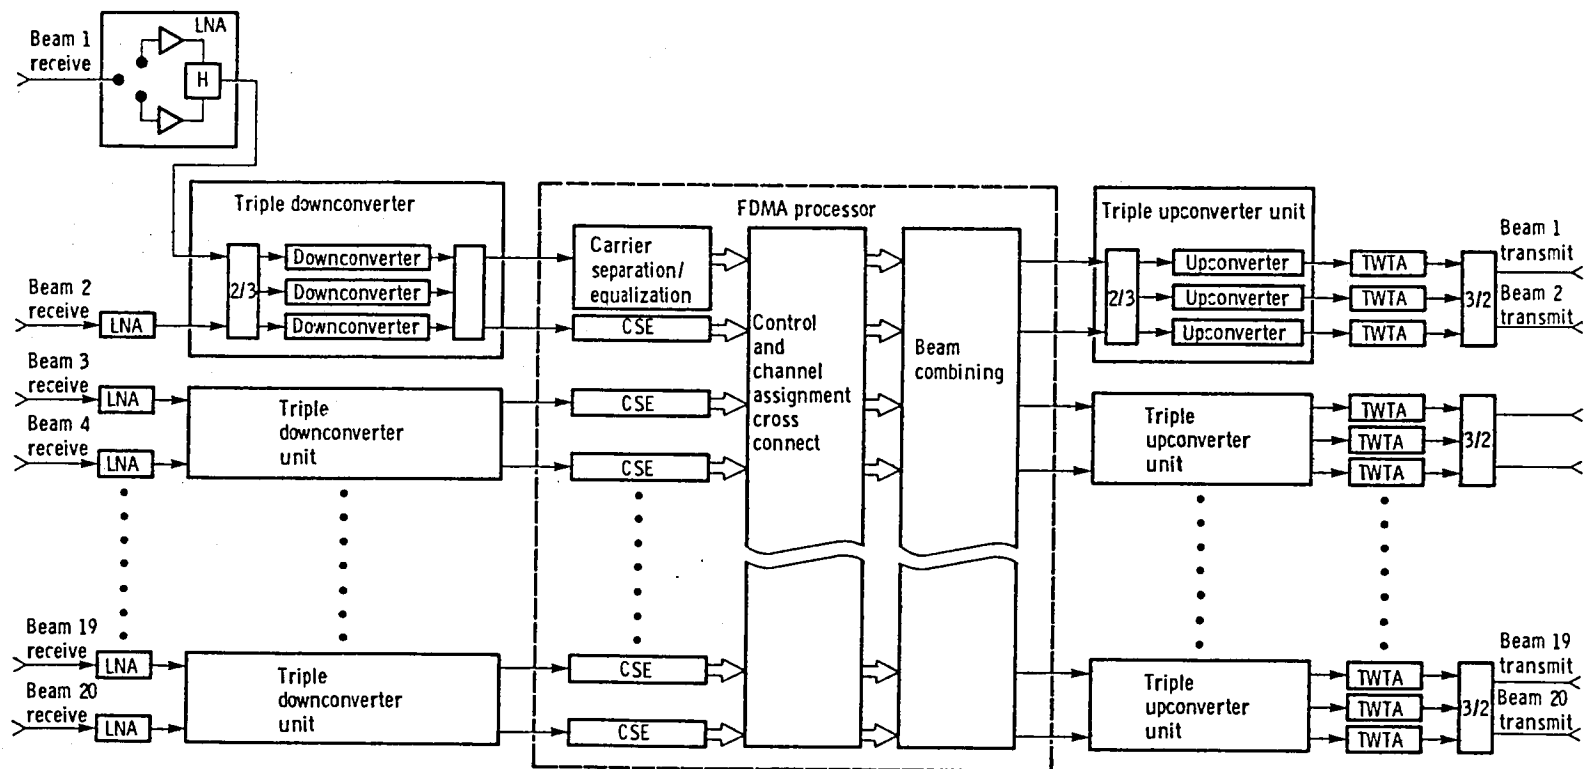 LNA
Beam 1
receive
H
Triple downconverter
FDMA processor
Triple upconverter unit
2/3
Downconverter
Downconverter
Downconverter
Carrier
separation/
equalization
2/3
Upconverter
Upconverter
Upconverter
TWTA
TWTA
TWTA
3/2
Beam 1
transmit
Beam 2
transmit
Beam 2
receive
LNA
CSE
Control
and
channel
assignment
cross
connect
Beam
combining
Beam 3
receive
LNA
Beam 4
receive
LNA
Triple
downconverter
unit
CSE
CSE
Triple
upconverter
unit
TWTA
TWTA
TWTA
3/2
Beam 19
receive
LNA
Beam 20
receive
LNA
Triple
downconverter
unit
CSE
CSE
Triple
upconverter
unit
TWTA
TWTA
TWTA
3/2
Beam 19
transmit
Beam 20
transmit